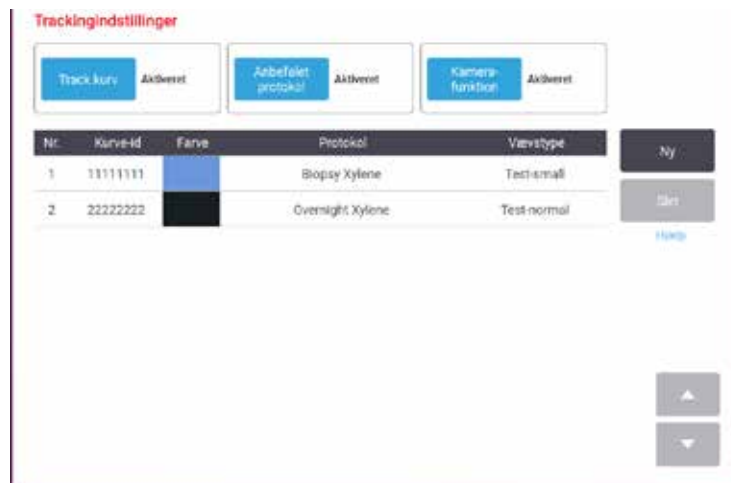 Trackingindstillinger
Track.kurv Aktiveret
Anbefalet protokol Aktiveret
Kamera-funktion Aktiveret
Nr. Kurve-id Farve Protokol Vævstype
1 11111111 Biopsy Xylene Test-small
2 22222222 Overnight Xylene Test-normal
Ny
Slet
Hjælp